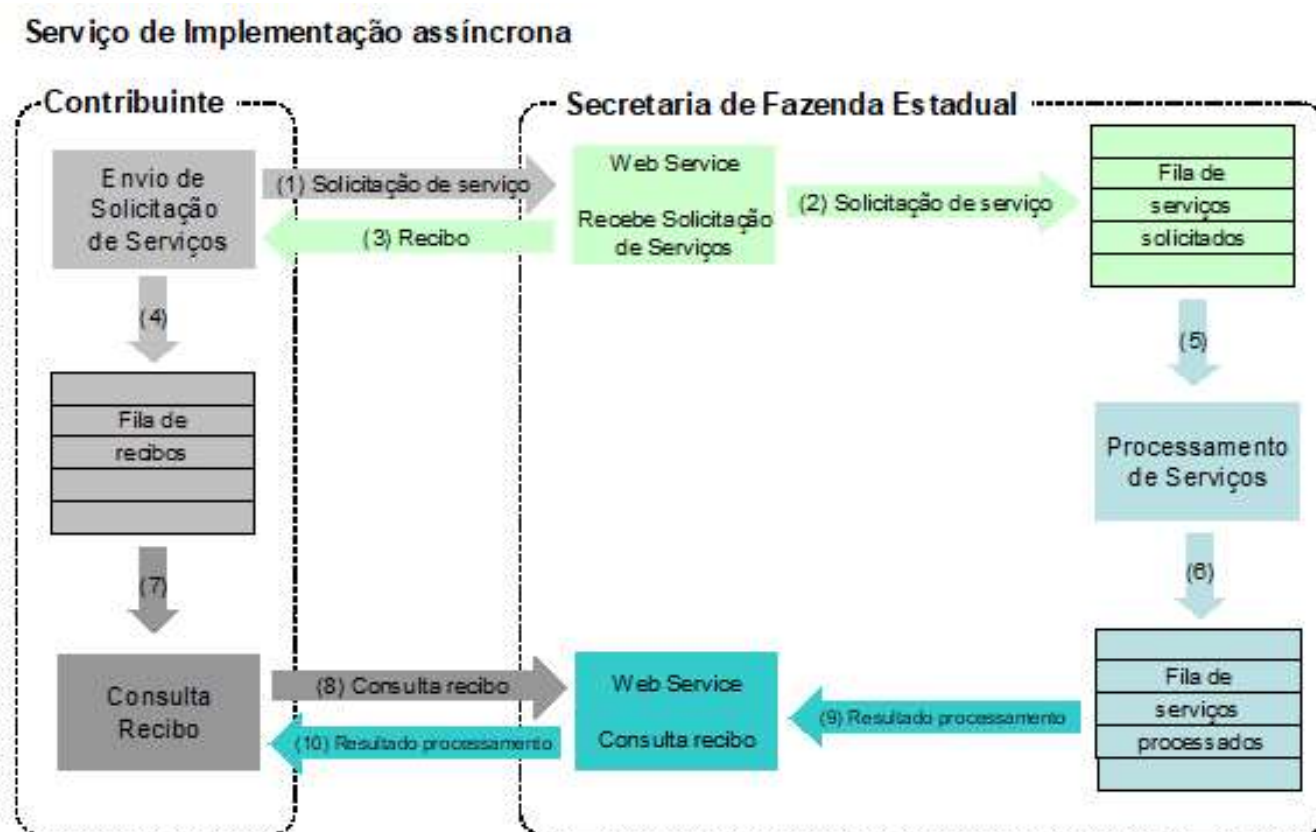 Serviço de Implementação assíncrona
Contribuinte
Secretaria de Fazenda Estadual
Envio de
Solicitação
de Serviços
(1) Solicitação de serviço
(3) Recibo
Web Service
Recebe Solicitação
de Serviços
(2) Solicitação de serviço
Fila de
serviços
solicitados
(4)
(5)
Fila de
recibos
Processamento
de Serviços
(7)
(6)
Consulta
Recibo
(8) Consulta recibo
(10) Resultado processamento
Web Service
Consulta recibo
(9) Resultado processamento
Fila de
serviços
processados